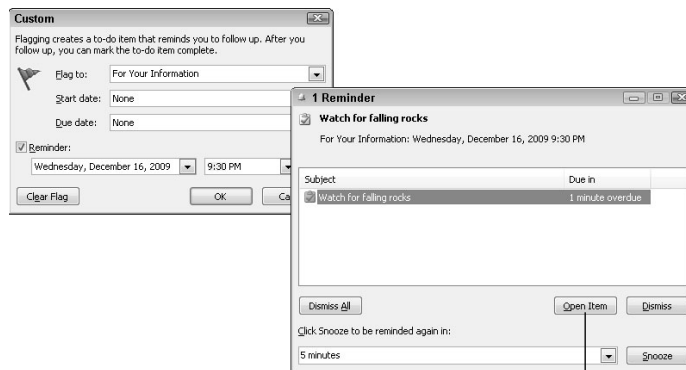 Custom
Flagging creates a to-do item that reminds you to follow up. After you
follow up, you can mark the to-do item complete.
Flag to: For Your Information
Start date: None
Due date: None
Reminder:
Wednesday, December 16, 2009 9:30 PM
Clear Flag OK Ca
1 Reminder
Watch for falling rocks
For Your Information: Wednesday, December 16, 2009 9:30 PM
Subject Due in
Watch for falling rocks 1 minute overdue
Dismiss All Open Item Dismiss
Click Snooze to be reminded again in:
5 minutes Snooze